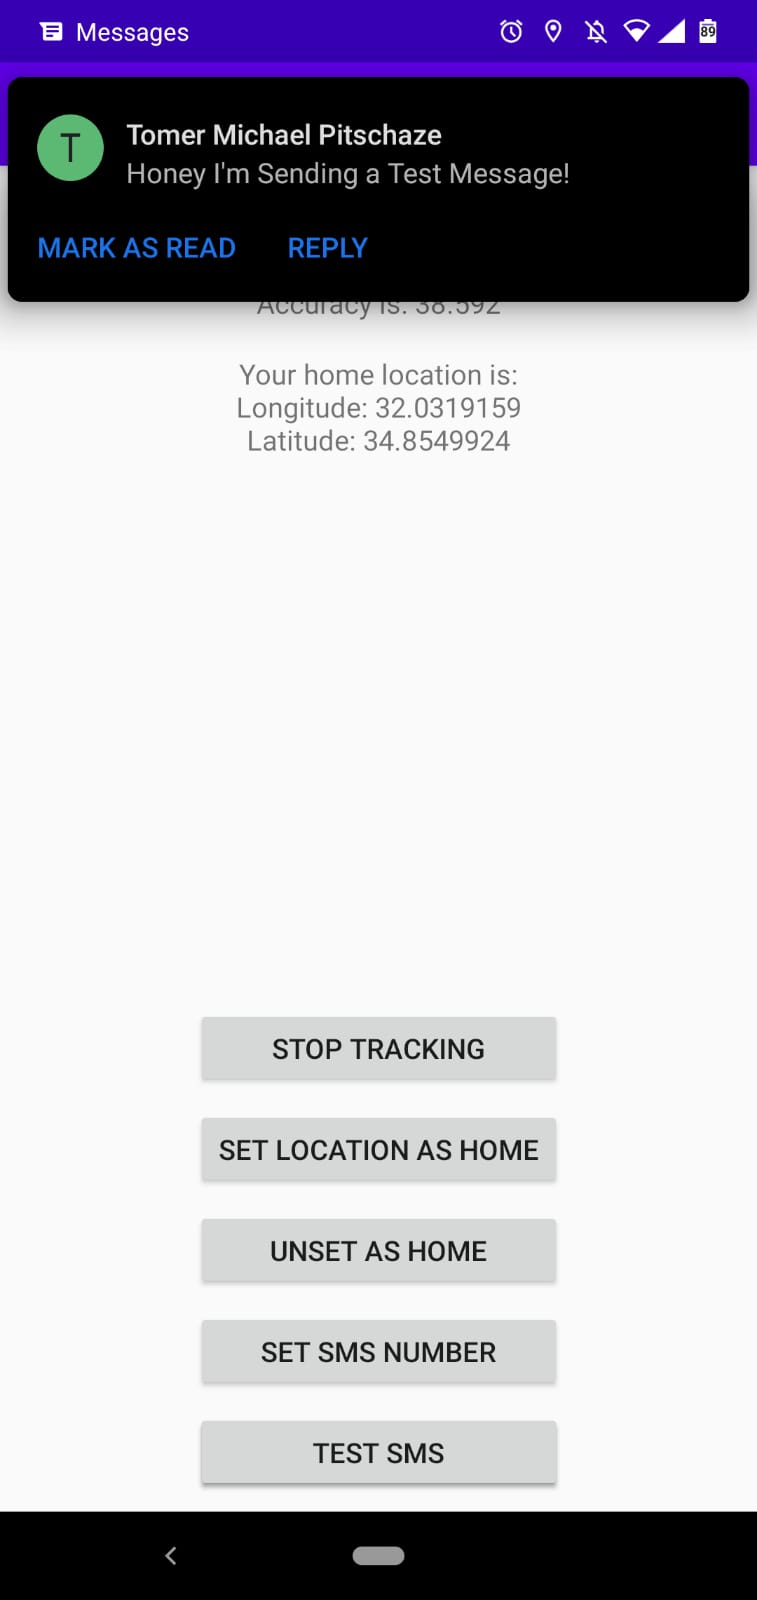 Messages
89
T
Tomer Michael Pitschaze
Honey I'm Sending a Test Message!
MARK AS READ REPLY
Accuracy is: 38.592
Your home location is:
Longitude: 32.0319159
Latitude: 34.8549924
STOP TRACKING
SET LOCATION AS HOME
UNSET AS HOME
SET SMS NUMBER
TEST SMS